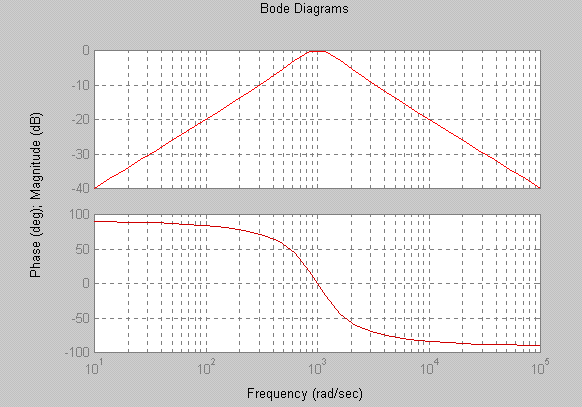 Bode Diagrams
Phase (deg); Magnitude (dB)
0
-10
-20
-30
-40
100
50
0
-50
-100
10^1 10^2 10^3 10^4 10^5
Frequency (rad/sec)